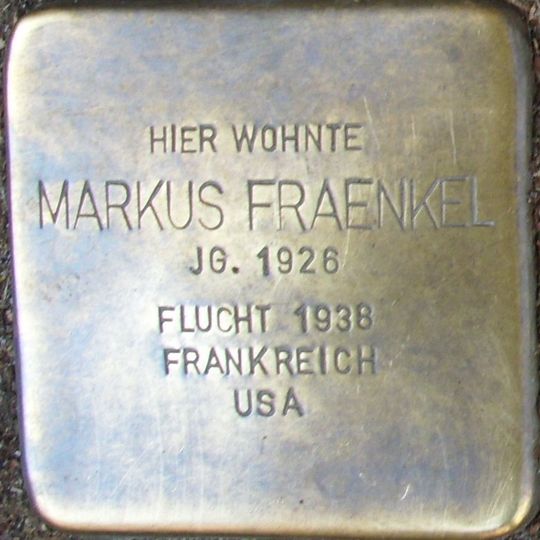 HIER WOHNTE
MARKUS FRAENKEL
JG. 1926
FLUCHT 1938
FRANKREICH
USA